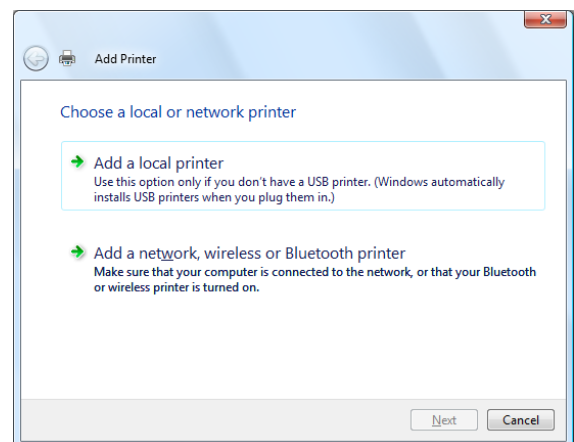 Add Printer
Choose a local or network printer
Add a local printer
Use this option only if you don't have a USB printer. (Windows automatically
installs USB printers when you plug them in.)
Add a network, wireless or Bluetooth printer
Make sure that your computer is connected to the network, or that your Bluetooth
or wireless printer is turned on.
Next Cancel